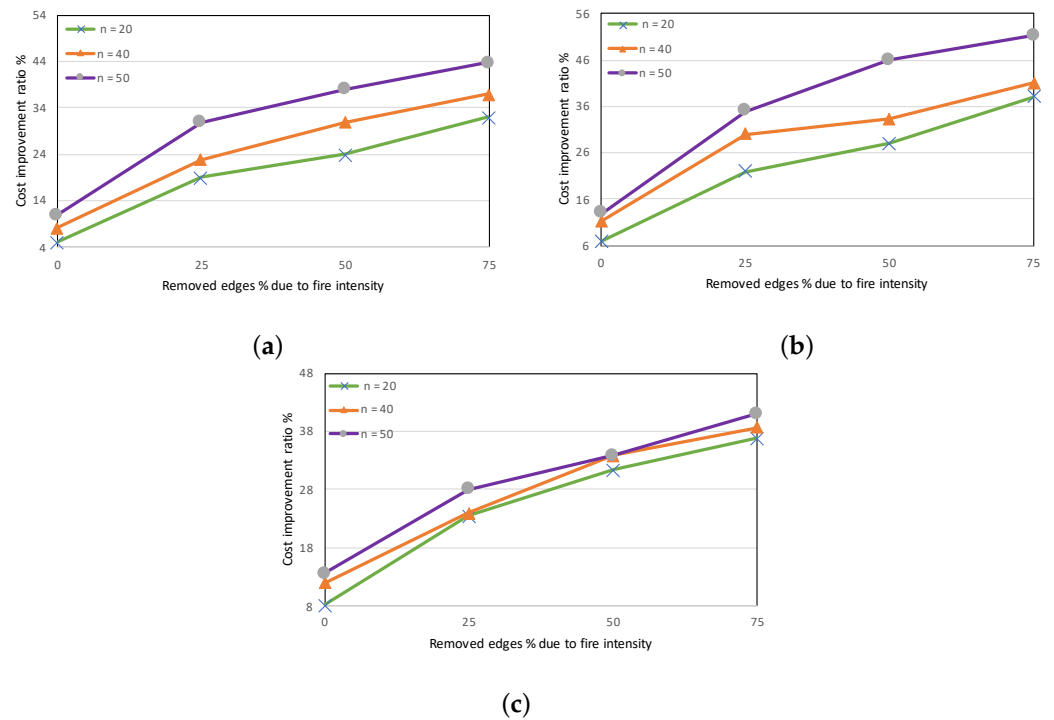 54
44
34
24
14
4
Cost improvement ratio %
n = 20
n = 40
n = 50
0 25 50 75
Removed edges % due to fire intensity
(a)
56
46
36
26
16
6
Cost improvement ratio %
n = 20
n = 40
n = 50
0 25 50 75
Removed edges % due to fire intensity
(b)
48
38
28
18
8
Cost improvement ratio %
n = 20
n = 40
n = 50
0 25 50 75
Removed edges % due to fire intensity
(c)